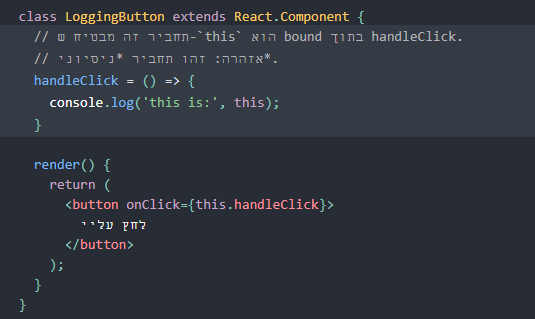 class LoggingButton extends React.Component {
// תחביר זה מבטיח ש-`this` הוא bound בתוך handleClick.
// אזהרה: זהו תחביר *ניסיוני*.
handleClick = () => {
console.log('this is:', this);
}
render() {
return (
<button onClick={this.handleClick}>
לחץ עליי
</button>
);
}
}